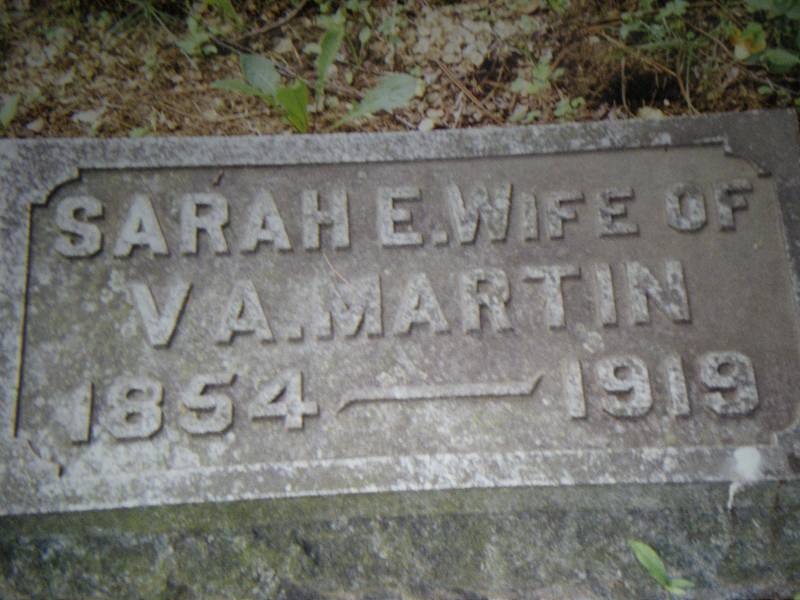 SARAH E. WIFE OF
V A. MARTIN
1854 — 1919